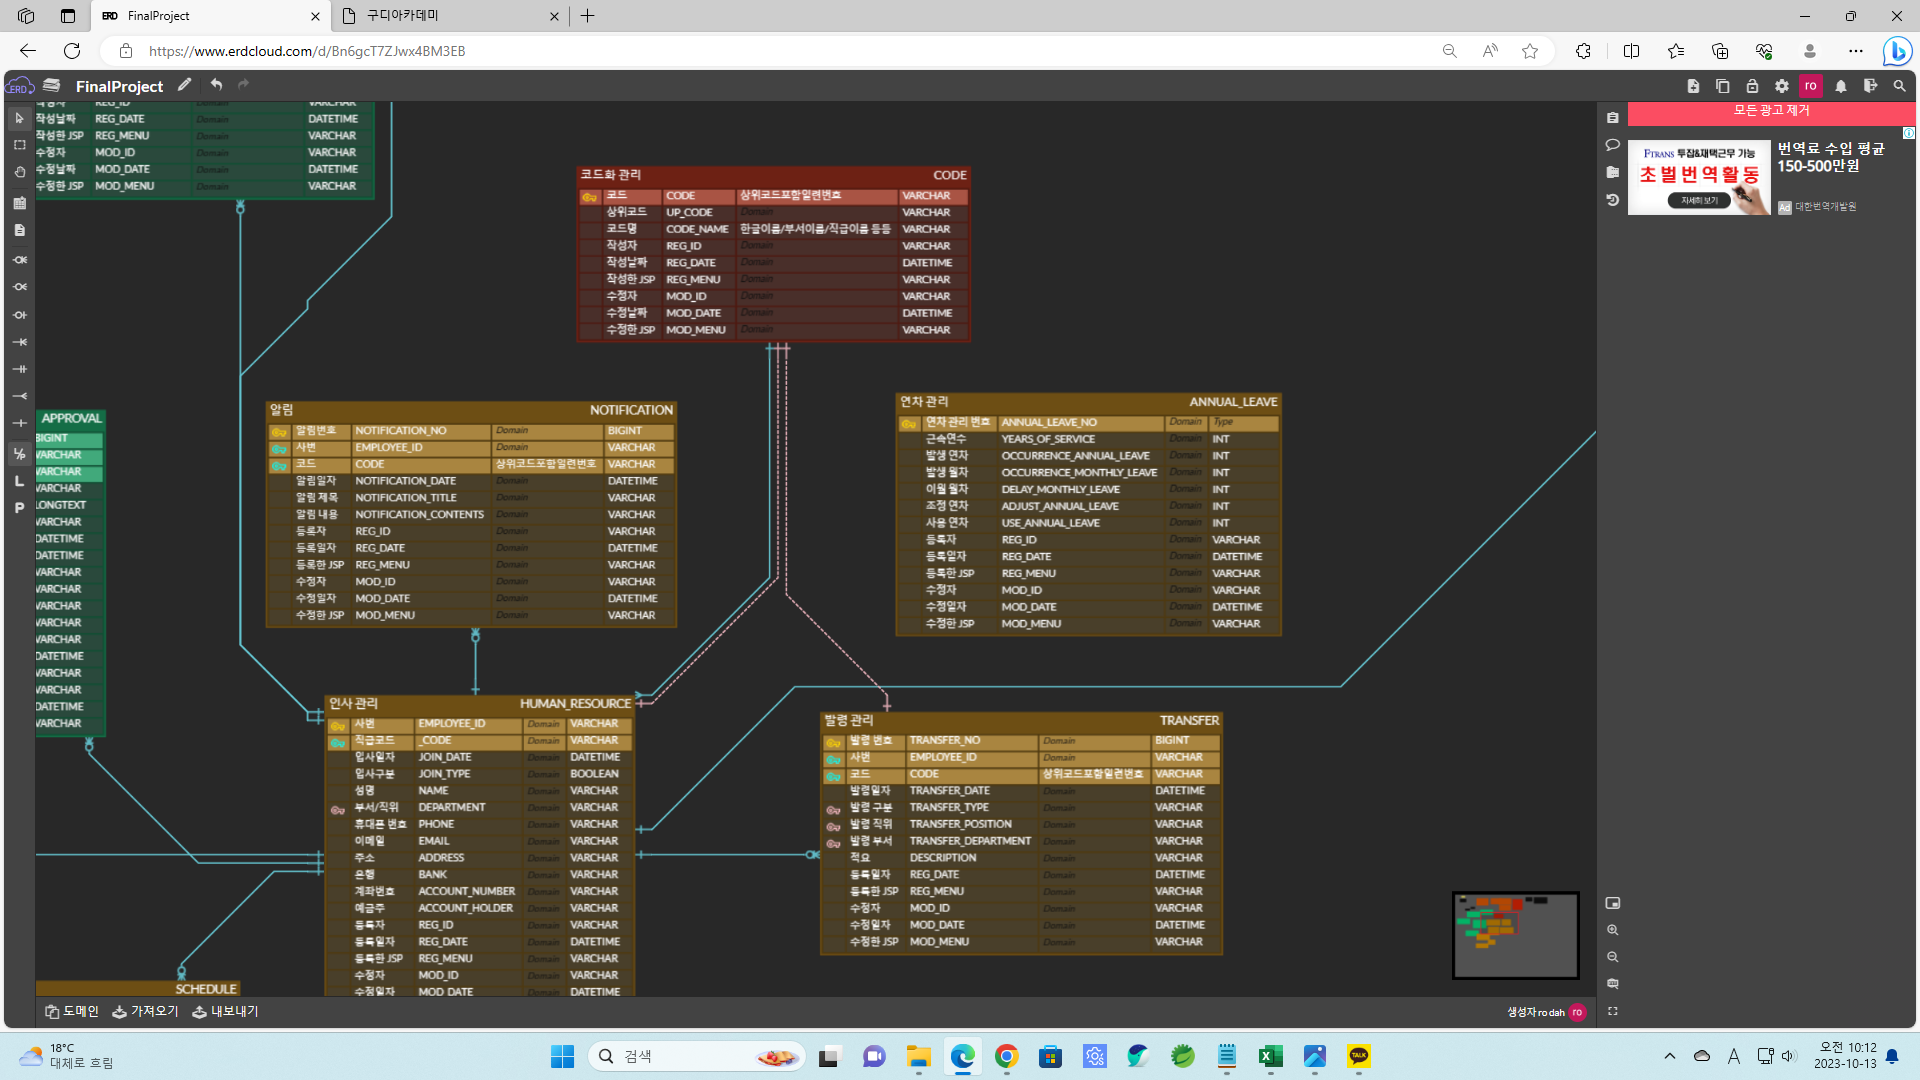 FinalProject
구디아카데미
https://www.erdcloud.com/d/Bn6gcT7ZJwx4BM3EB
ERD FinalProject
ro
작성날짜 REG_DATE Domain DATETIME
작성한 JSP REG_MENU Domain VARCHAR
수정자 MOD_ID Domain VARCHAR
수정날짜 MOD_DATE Domain DATETIME
수정한 JSP MOD_MENU Domain VARCHAR
코드화 관리 CODE
코드 CODE 상위코드포함일련번호 VARCHAR
상위코드 UP_CODE Domain VARCHAR
코드명 CODE_NAME 한글이름/부서이름/직급이름 등등 VARCHAR
작성자 REG_ID Domain VARCHAR
작성날짜 REG_DATE Domain DATETIME
작성한 JSP REG_MENU Domain VARCHAR
수정자 MOD_ID Domain VARCHAR
수정날짜 MOD_DATE Domain DATETIME
수정한 JSP MOD_MENU Domain VARCHAR
APPROVAL
BIGINT
VARCHAR
VARCHAR
VARCHAR
LONGTEXT
VARCHAR
DATETIME
DATETIME
VARCHAR
VARCHAR
VARCHAR
VARCHAR
VARCHAR
DATETIME
VARCHAR
VARCHAR
DATETIME
VARCHAR
알림 NOTIFICATION
알림번호 NOTIFICATION_NO Domain BIGINT
사번 EMPLOYEE_ID Domain VARCHAR
코드 CODE 상위코드포함일련번호 VARCHAR
알림일자 NOTIFICATION_DATE Domain DATETIME
알림 제목 NOTIFICATION_TITLE Domain VARCHAR
알림 내용 NOTIFICATION_CONTENTS Domain VARCHAR
등록자 REG_ID Domain VARCHAR
등록일자 REG_DATE Domain DATETIME
등록한 JSP REG_MENU Domain VARCHAR
수정자 MOD_ID Domain VARCHAR
수정일자 MOD_DATE Domain DATETIME
수정한 JSP MOD_MENU Domain VARCHAR
연차 관리 ANNUAL_LEAVE
연차 관리 번호 ANNUAL_LEAVE_NO Domain Type
근속연수 YEARS_OF_SERVICE Domain INT
발생 연차 OCCURRENCE_ANNUAL_LEAVE Domain INT
발생 월차 OCCURRENCE_MONTHLY_LEAVE Domain INT
이월 월차 DELAY_MONTHLY_LEAVE Domain INT
조정 연차 ADJUST_ANNUAL_LEAVE Domain INT
사용 연차 USE_ANNUAL_LEAVE Domain INT
등록자 REG_ID Domain VARCHAR
등록일자 REG_DATE Domain DATETIME
등록한 JSP REG_MENU Domain VARCHAR
수정자 MOD_ID Domain VARCHAR
수정일자 MOD_DATE Domain DATETIME
수정한 JSP MOD_MENU Domain VARCHAR
인사 관리 HUMAN_RESOURCE
사번 EMPLOYEE_ID Domain VARCHAR
직급코드 _CODE Domain VARCHAR
입사일자 JOIN_DATE Domain DATETIME
입사구분 JOIN_TYPE Domain BOOLEAN
성명 NAME Domain VARCHAR
부서/직위 DEPARTMENT Domain VARCHAR
휴대폰 번호 PHONE Domain VARCHAR
이메일 EMAIL Domain VARCHAR
주소 ADDRESS Domain VARCHAR
은행 BANK Domain VARCHAR
계좌번호 ACCOUNT_NUMBER Domain VARCHAR
예금주 ACCOUNT_HOLDER Domain VARCHAR
등록자 REG_ID Domain VARCHAR
등록일자 REG_DATE Domain DATETIME
등록한 JSP REG_MENU Domain VARCHAR
수정자 MOD_ID Domain VARCHAR
수정일자 MOD_DATE Domain DATETIME
발령 관리 TRANSFER
발령 번호 TRANSFER_NO Domain BIGINT
사번 EMPLOYEE_ID Domain VARCHAR
코드 CODE 상위코드포함일련번호 VARCHAR
발령일자 TRANSFER_DATE Domain DATETIME
발령 구분 TRANSFER_TYPE Domain VARCHAR
발령 직위 TRANSFER_POSITION Domain VARCHAR
발령 부서 TRANSFER_DEPARTMENT Domain VARCHAR
적요 DESCRIPTION Domain VARCHAR
등록일자 REG_DATE Domain DATETIME
등록한 JSP REG_MENU Domain VARCHAR
수정자 MOD_ID Domain VARCHAR
수정일자 MOD_DATE Domain DATETIME
수정한 JSP MOD_MENU Domain VARCHAR
SCHEDULE
L
P
모든 광고 제거
FTRANS 투잡&재택근무 가능
초벌번역활동
자세히 보기
번역료 수입 평균
150-500만원
Ad 대한번역개발원
도메인 가져오기 내보내기
생성자 rodah ro
18°C
대체로 흐림
검색
TALK
A
오전 10:12
2023-10-13